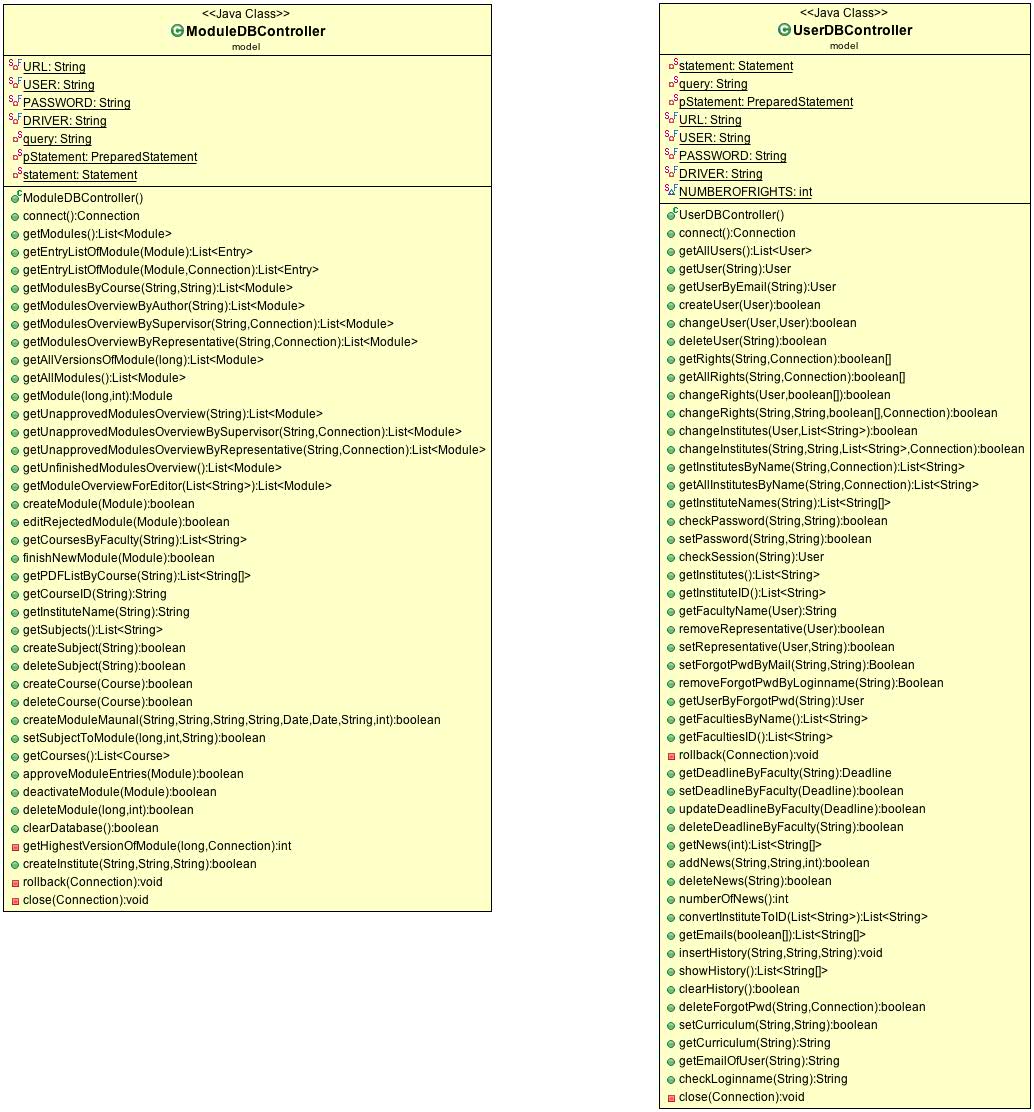 <<Java Class>>
ModuleDBController
model
URL: String
USER: String
PASSWORD: String
DRIVER: String
query: String
pStatement: PreparedStatement
statement: Statement
ModuleDBController()
connect():Connection
getModules():List<Module>
getEntryListOfModule(Module):List<Entry>
getEntryListOfModule(Module,Connection):List<Entry>
getModulesByCourse(String,String):List<Module>
getModulesOverviewByAuthor(String):List<Module>
getModulesOverviewBySupervisor(String,Connection):List<Module>
getModulesOverviewByRepresentative(String,Connection):List<Module>
getAllVersionsOfModule(long):List<Module>
getAllModules():List<Module>
getModule(long,int):Module
getUnapprovedModulesOverview(String):List<Module>
getUnapprovedModulesOverviewBySupervisor(String,Connection):List<Module>
getUnapprovedModulesOverviewByRepresentative(String,Connection):List<Module>
getUnfinishedModulesOverview():List<Module>
getModuleOverviewForEditor(List<String>):List<Module>
createModule(Module):boolean
editRejectedModule(Module):boolean
getCoursesByFaculty(String):List<String>
finishNewModule(Module):boolean
getPDFListByCourse(String):List<String[]>
getCourseID(String):String
getInstituteName(String):String
getSubjects():List<String>
createSubject(String):boolean
deleteSubject(String):boolean
createCourse(Course):boolean
deleteCourse(Course):boolean
createModuleMaunal(String,String,String,String,Date,Date,String,int):boolean
setSubjectToModule(long,int,String):boolean
getCourses():List<Course>
approveModuleEntries(Module):boolean
deactivateModule(Module):boolean
deleteModule(long,int):boolean
clearDatabase():boolean
getHighestVersionOfModule(long,Connection):int
createInstitute(String,String,String):boolean
rollback(Connection):void
close(Connection):void
<<Java Class>>
UserDBController
model
statement: Statement
query: String
pStatement: PreparedStatement
URL: String
USER: String
PASSWORD: String
DRIVER: String
NUMBEROFRIGHTS: int
UserDBController()
connect():Connection
getAllUsers():List<User>
getUser(String):User
getUserByEmail(String):User
createUser(User):boolean
changeUser(User,User):boolean
deleteUser(String):boolean
getRights(String,Connection):boolean[]
getAllRights(String,Connection):boolean[]
changeRights(User,boolean[]):boolean
changeRights(String,String,boolean[],Connection):boolean
changeInstitutes(User,List<String>):boolean
changeInstitutes(String,String,List<String>,Connection):boolean
getInstitutesByName(String,Connection):List<String>
getAllInstitutesByName(String,Connection):List<String>
getInstituteNames(String):List<String[]>
checkPassword(String,String):boolean
setPassword(String,String):boolean
checkSession(String):User
getInstitutes():List<String>
getInstituteID():List<String>
getFacultyName(User):String
removeRepresentative(User):boolean
setRepresentative(User,String):boolean
setForgotPwdByMail(String,String):Boolean
removeForgotPwdByLoginname(String):Boolean
getUserByForgotPwd(String):User
getFacultiesByName():List<String>
getFacultiesID():List<String>
rollback(Connection):void
getDeadlineByFaculty(String):Deadline
setDeadlineByFaculty(Deadline):boolean
updateDeadlineByFaculty(Deadline):boolean
deleteDeadlineByFaculty(String):boolean
getNews(int):List<String[]>
addNews(String,String,int):boolean
deleteNews(String):boolean
numberOfNews():int
convertInstituteToID(List<String>):List<String>
getEmails(boolean[]):List<String[]>
insertHistory(String,String,String):void
showHistory():List<String[]>
clearHistory():boolean
deleteForgotPwd(String,Connection):boolean
setCurriculum(String,String):boolean
getCurriculum(String):String
getEmailOfUser(String):String
checkLoginname(String):String
close(Connection):void